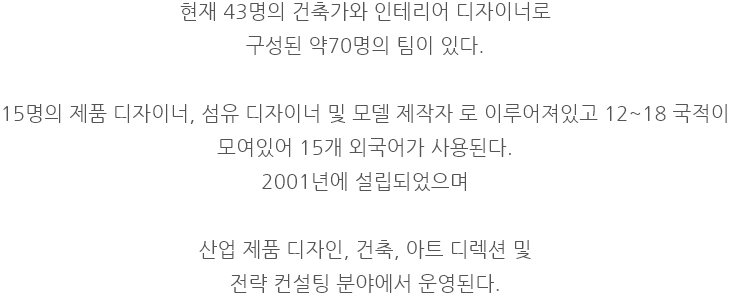 현재 43명의 건축가와 인테리어 디자이너로
구성된 약70명의 팀이 있다.
15명의 제품 디자이너, 섬유 디자이너 및 모델 제작자 로 이루어져있고 12~18 국적이
모여있어 15개 외국어가 사용된다.
2001년에 설립되었으며
산업 제품 디자인, 건축, 아트 디렉션 및
전략 컨설팅 분야에서 운영된다.